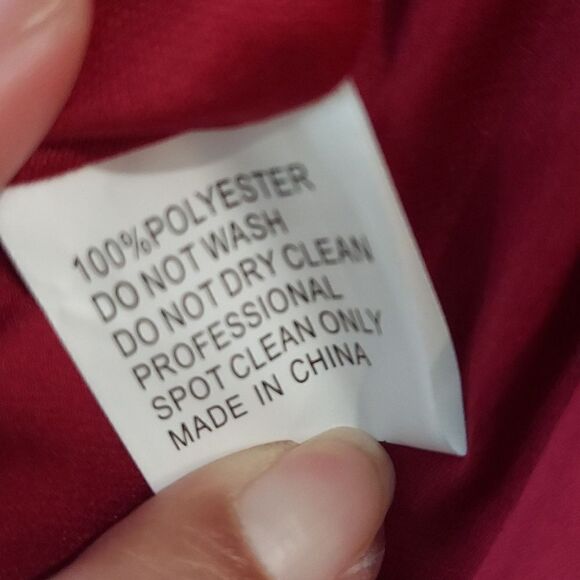 100%POLYESTER
DO NOT WASH
DO NOT DRY CLEAN
PROFESSIONAL
SPOT CLEAN ONLY
MADE IN CHINA